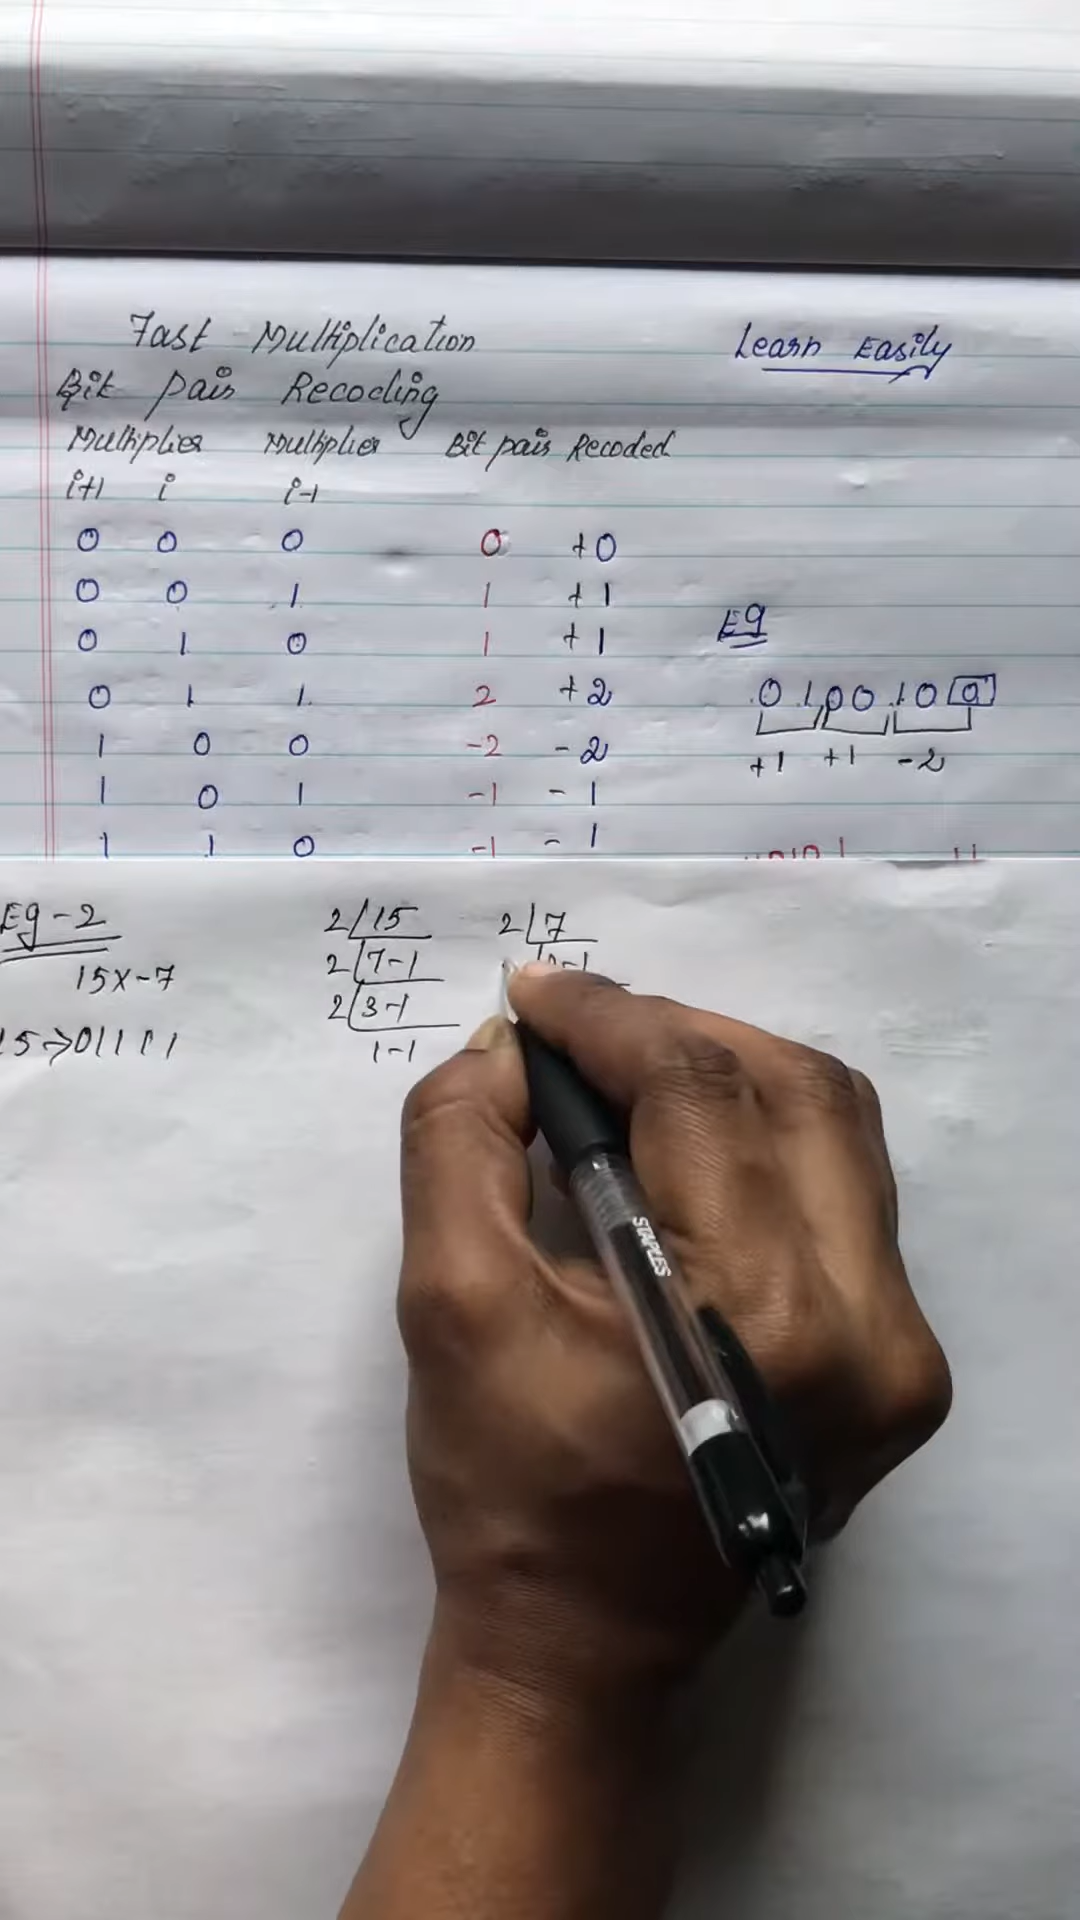 Fast Multiplication
Learn Easily
Bit pair Recoding
Multiplier Multiplier Bit pair Recoded
i+1 i i-1
0 0 0 0 +0
0 0 1 1 +1
0 1 0 1 +1
0 1 1 2 +2
1 0 0 -2 -2
1 0 1 -1 -1
1 1 0 -1 -1
Eg
0 1 0 0 1 0 0
+1 +1 -2
Eg-2
15x-7
15→01111
2 15
2 7-1
2 3-1
1-1
2 7
-1
STAPLES